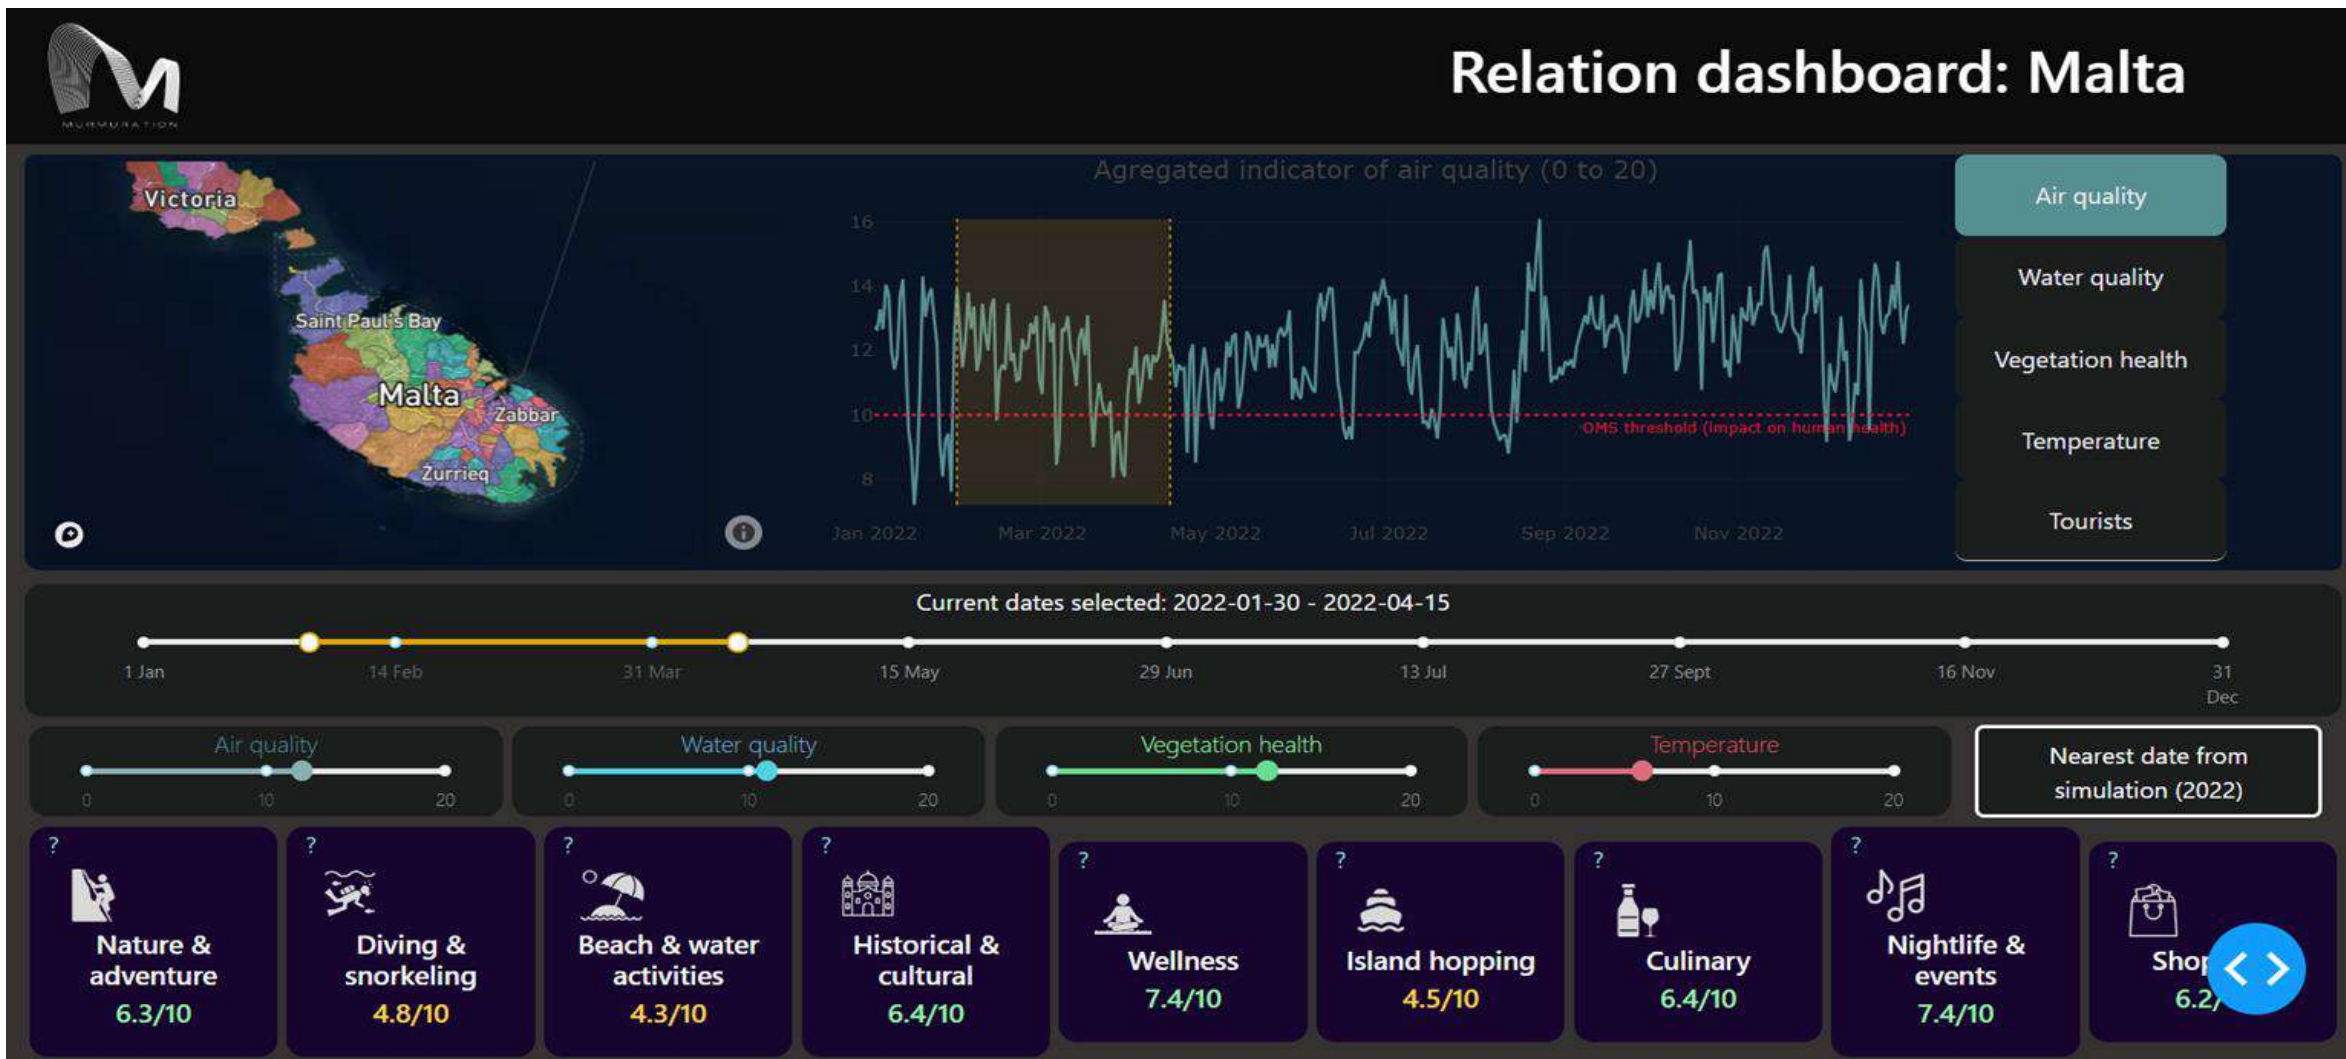 MURMURATION
Relation dashboard: Malta
Victoria
Saint Paul's Bay
Malta
Zabbar
Żurrieq
Agregated indicator of air quality (0 to 20)
16
14
12
10
8
OMS threshold (impact on human health)
Jan 2022
Mar 2022
May 2022
Jul 2022
Sep 2022
Nov 2022
Air quality
Water quality
Vegetation health
Temperature
Tourists
Current dates selected: 2022-01-30 - 2022-04-15
1 Jan
14 Feb
31 Mar
15 May
29 Jun
13 Jul
27 Sept
16 Nov
31
Dec
Air quality
0
10
20
Water quality
0
10
20
Vegetation health
0
10
20
Temperature
0
10
20
Nearest date from
simulation (2022)
?
Nature &
adventure
6.3/10
?
Diving &
snorkeling
4.8/10
?
Beach & water
activities
4.3/10
?
Historical &
cultural
6.4/10
?
Wellness
7.4/10
?
Island hopping
4.5/10
?
Culinary
6.4/10
?
Nightlife &
events
7.4/10
?
Shop
6.2/